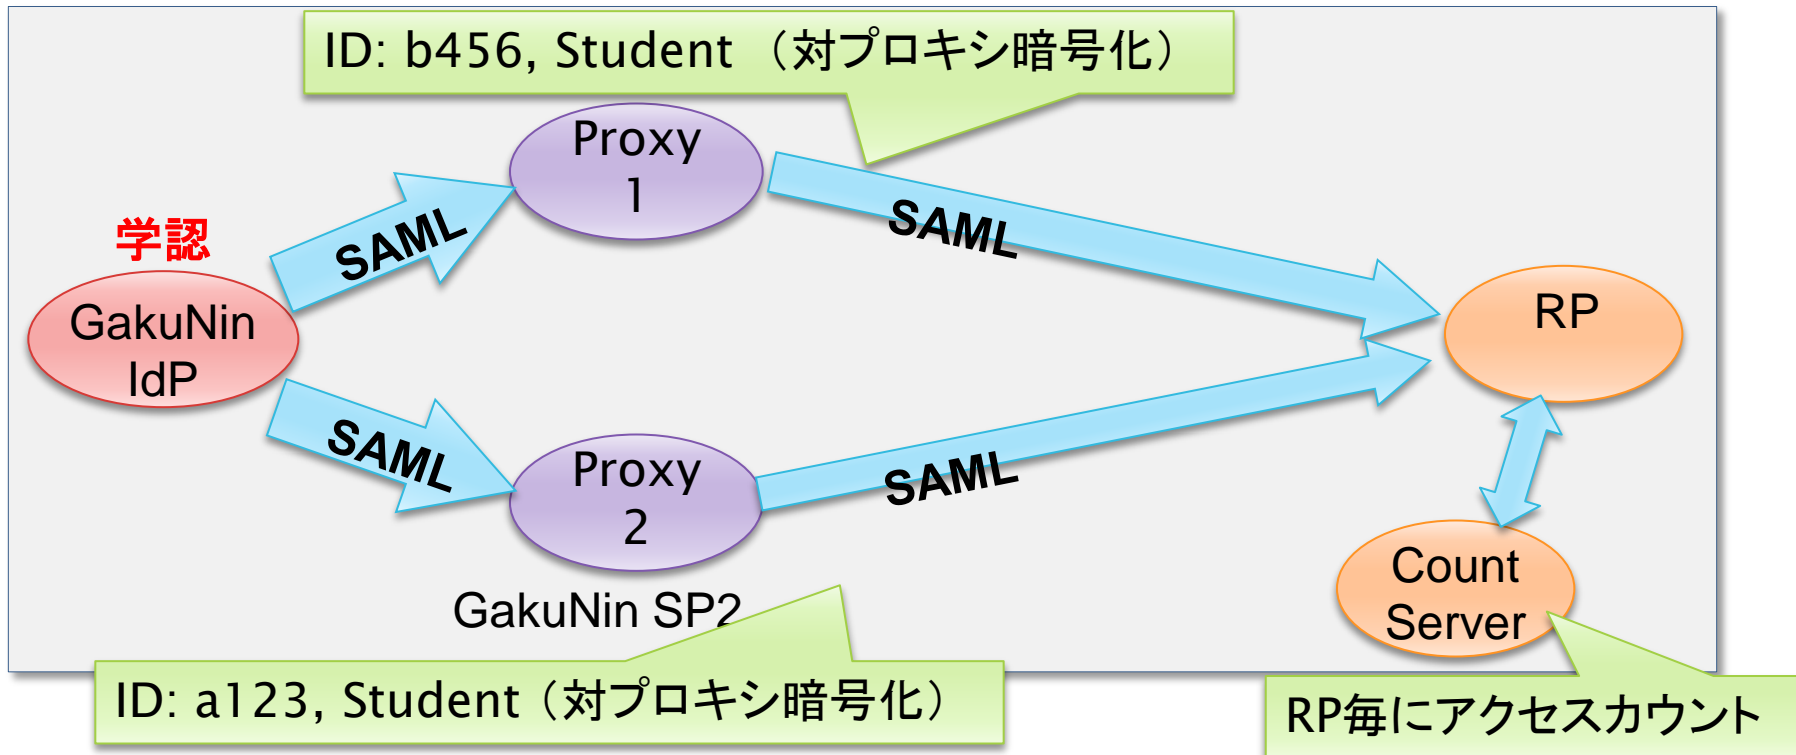 ID: b456, Student （対プロキシ暗号化）
Proxy
1
SAML
SAML
学認
GakuNin
IdP
RP
SAML
Proxy
2
SAML
GakuNin SP2
Count
Server
ID: a123, Student（対プロキシ暗号化）
RP毎にアクセスカウント